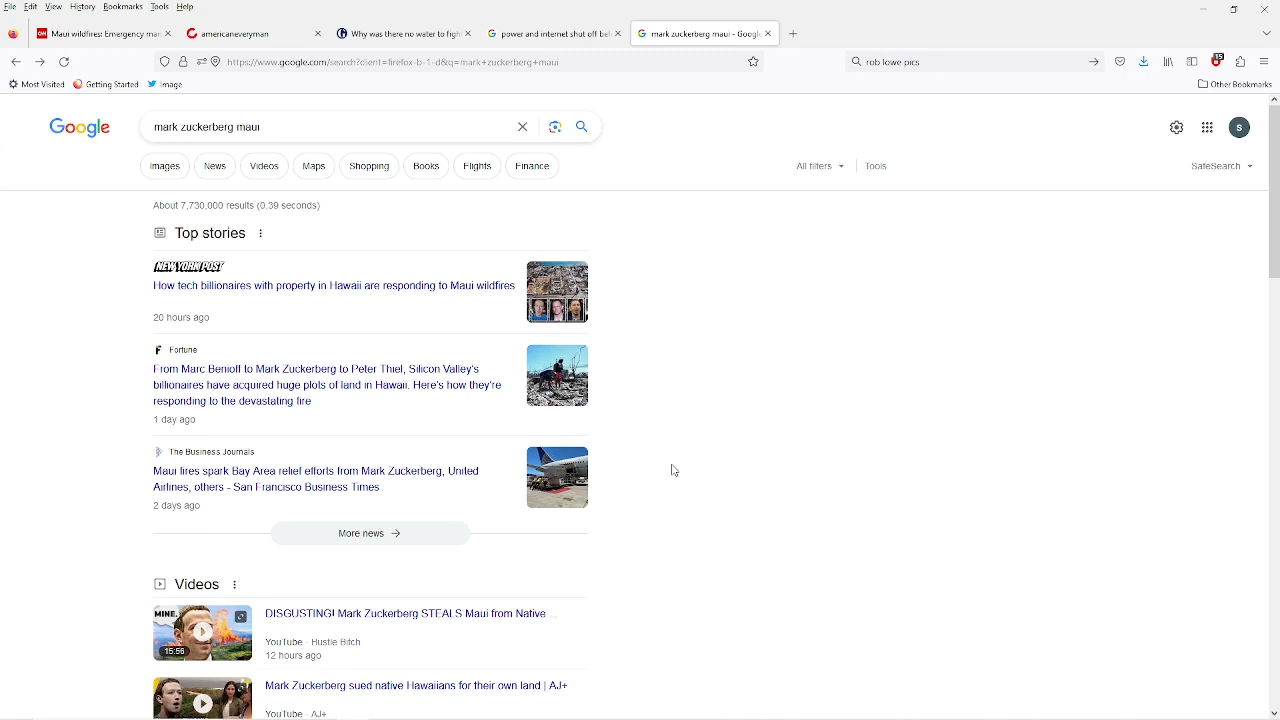 File Edit View History Bookmarks Tools Help
Maui wildfires: Emergency man
americaneveryman
Why was there no water to fight
power and internet shut off bef
mark zuckerberg maui - Google
https://www.google.com/search?client=firefox-b-1-d&q=mark+zuckerberg+maui
rob lowe pics
Most Visited Getting Started Image Other Bookmarks
Google
mark zuckerberg maui
S
Images News Videos Maps Shopping Books Flights Finance
All filters Tools SafeSearch
About 7,730,000 results (0.39 seconds)
Top stories
NEW YORK POST
How tech billionaires with property in Hawaii are responding to Maui wildfires
20 hours ago
Fortune
From Marc Benioff to Mark Zuckerberg to Peter Thiel, Silicon Valley's
billionaires have acquired huge plots of land in Hawaii. Here's how they're
responding to the devastating fire
1 day ago
The Business Journals
Maui fires spark Bay Area relief efforts from Mark Zuckerberg, United
Airlines, others - San Francisco Business Times
2 days ago
More news
Videos
MINE.
15:56
DISGUSTING! Mark Zuckerberg STEALS Maui from Native ...
YouTube · Hustle Bitch
12 hours ago
Mark Zuckerberg sued native Hawaiians for their own land | AJ+
YouTube · AJ+